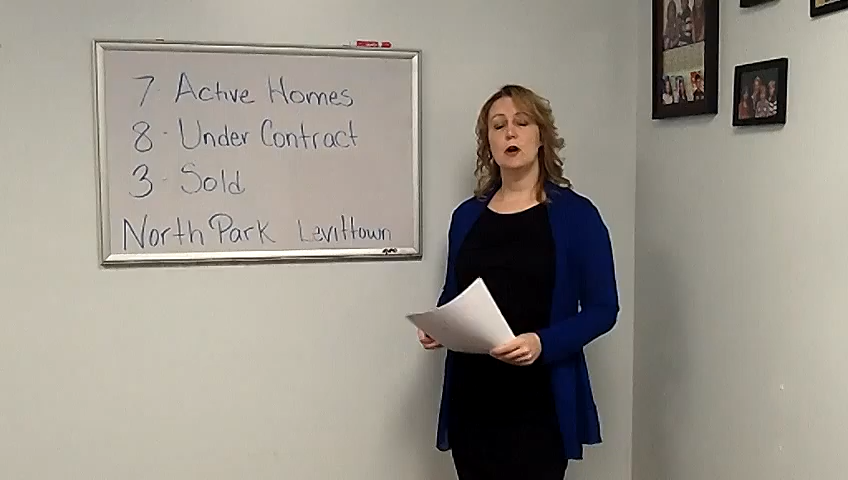 7 - Active Homes
8 - Under Contract
3 - Sold
North Park Levittown